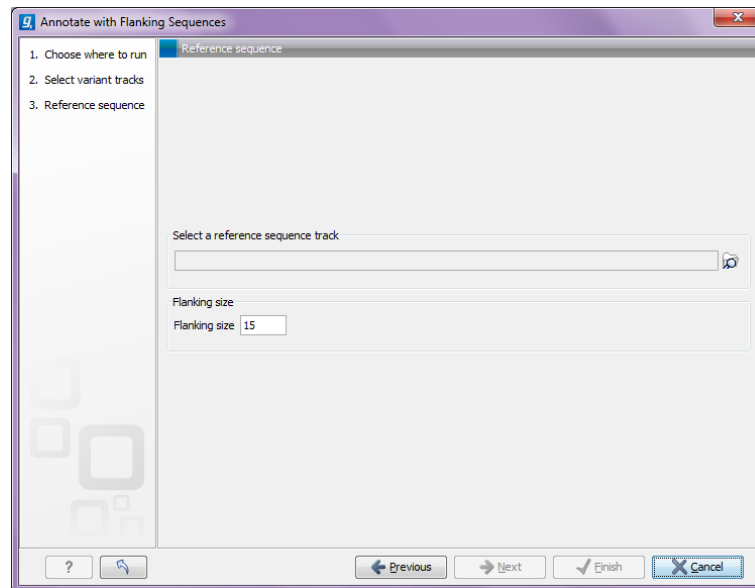 Annotate with Flanking Sequences
1. Choose where to run
2. Select variant tracks
3. Reference sequence
Reference sequence
Select a reference sequence track
Flanking size
Flanking size 15
? Previous Next Finish Cancel